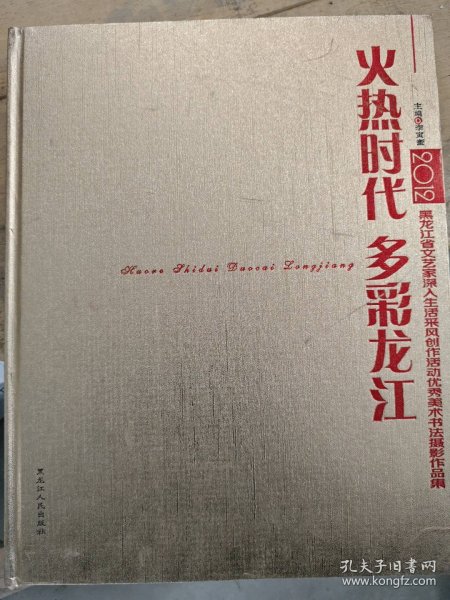 火热时代 多彩龙江
主编
2012
黑龙江省文艺家深入生活采风创作活动优秀美术书法摄影作品集
Huore Shidai Duocai Longjiang
黑龙江人民出版社
孔夫子旧书网
www.kongfz.com